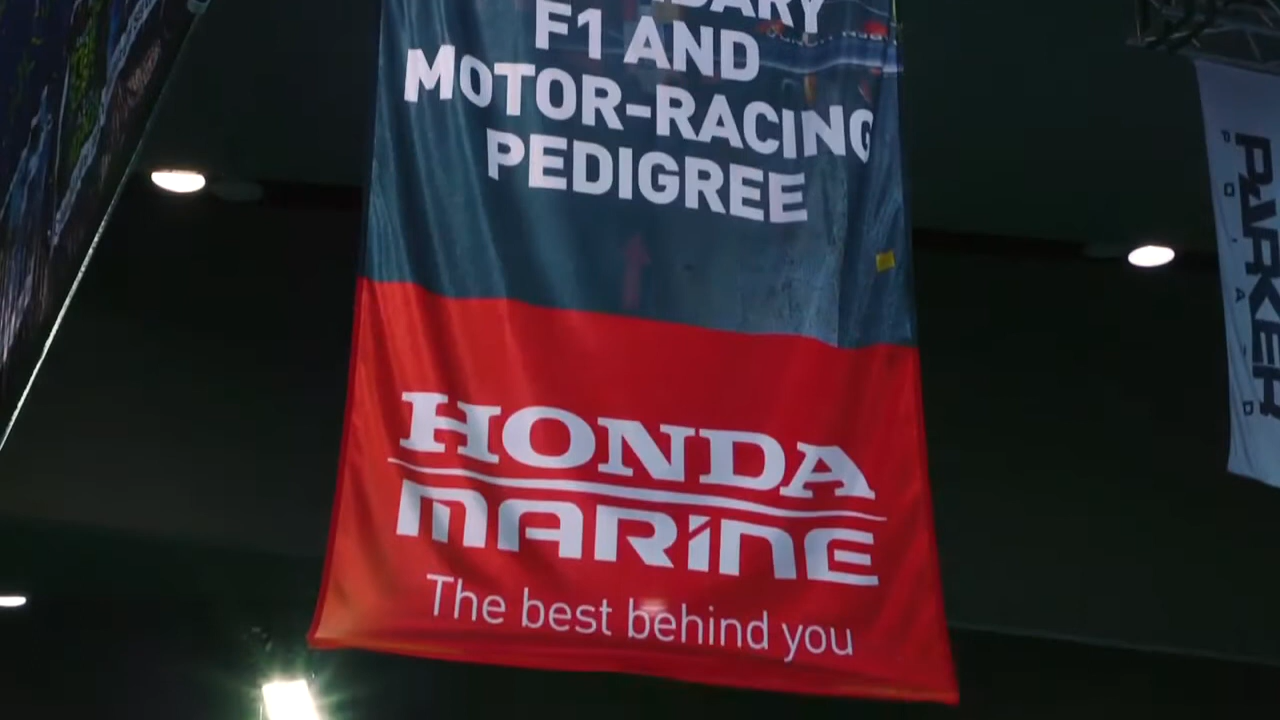 F1 AND
MOTOR-RACING
PEDIGREE
HONDA
MARINE
The best behind you
PARKER